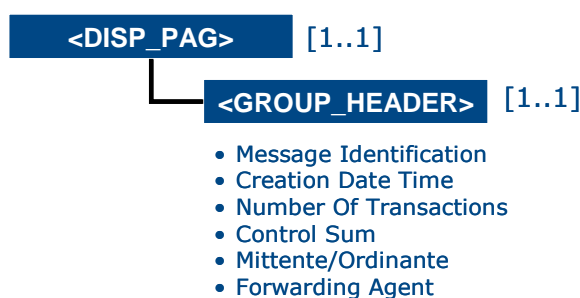 <DISP_PAG> [1..1]
<GROUP_HEADER> [1..1]
• Message Identification
• Creation Date Time
• Number Of Transactions
• Control Sum
• Mittente/Ordinante
• Forwarding Agent